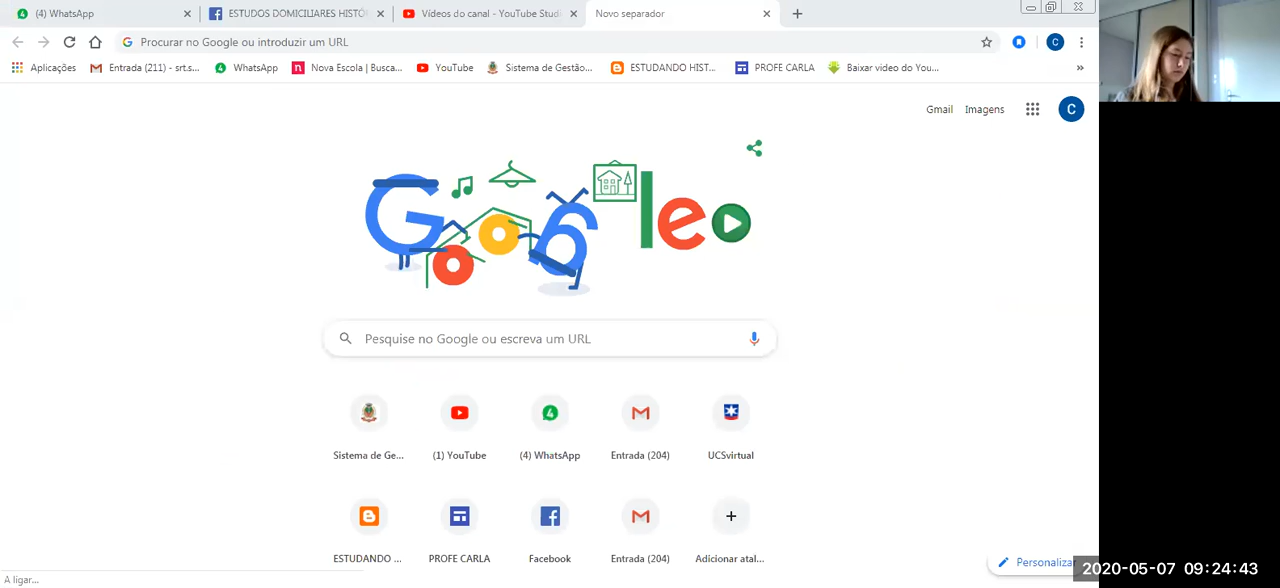 (4) WhatsApp
ESTUDOS DOMICILIARES HISTÓ
Vídeos do canal - YouTube Studi
Novo separador
Procurar no Google ou introduzir um URL
Aplicações
Entrada (211) - srt.s...
WhatsApp
Nova Escola | Busca...
YouTube
Sistema de Gestão...
ESTUDANDO HIST...
PROFE CARLA
Baixar video do You...
»
Gmail
Imagens
C
Google
Pesquise no Google ou escreva um URL
Sistema de Ge...
(1) YouTube
(4) WhatsApp
Entrada (204)
UCSvirtual
ESTUDANDO ...
PROFE CARLA
Facebook
Entrada (204)
Adicionar atal...
Personaliza
A ligar...
2020-05-07 09:24:43